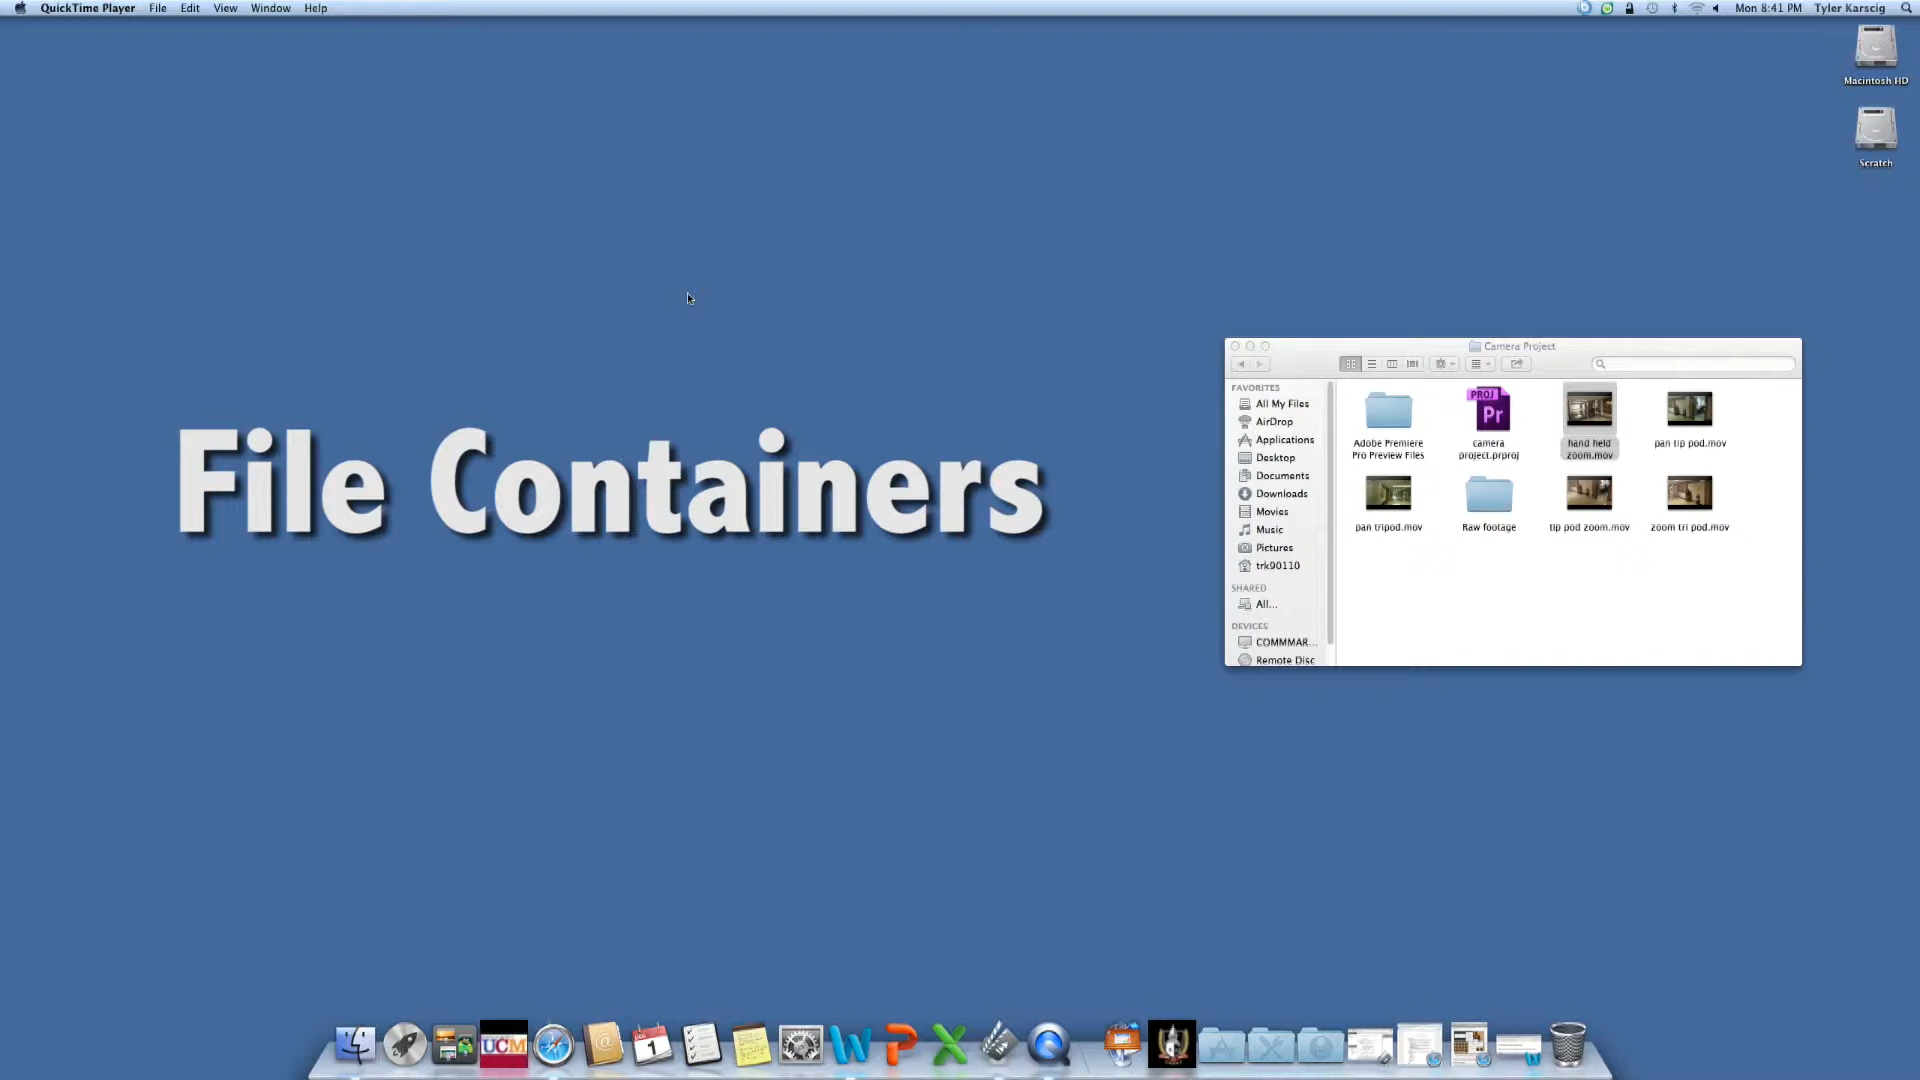 QuickTime Player File Edit View Window Help
Mon 8:41 PM Tyler Karscig
Macintosh HD
Scratch
File Containers
Camera Project
FAVORITES
All My Files
AirDrop
Applications
Desktop
Documents
Downloads
Movies
Music
Pictures
trk90110
SHARED
All...
DEVICES
COMMMAR...
Remote Disc
Adobe Premiere
Pro Preview Files
PROJ
Pr
camera
project.prproj
hand held
zoom.mov
pan tip pod.mov
pan tripod.mov
Raw footage
tip pod zoom.mov
zoom tri pod.mov
UCM
1